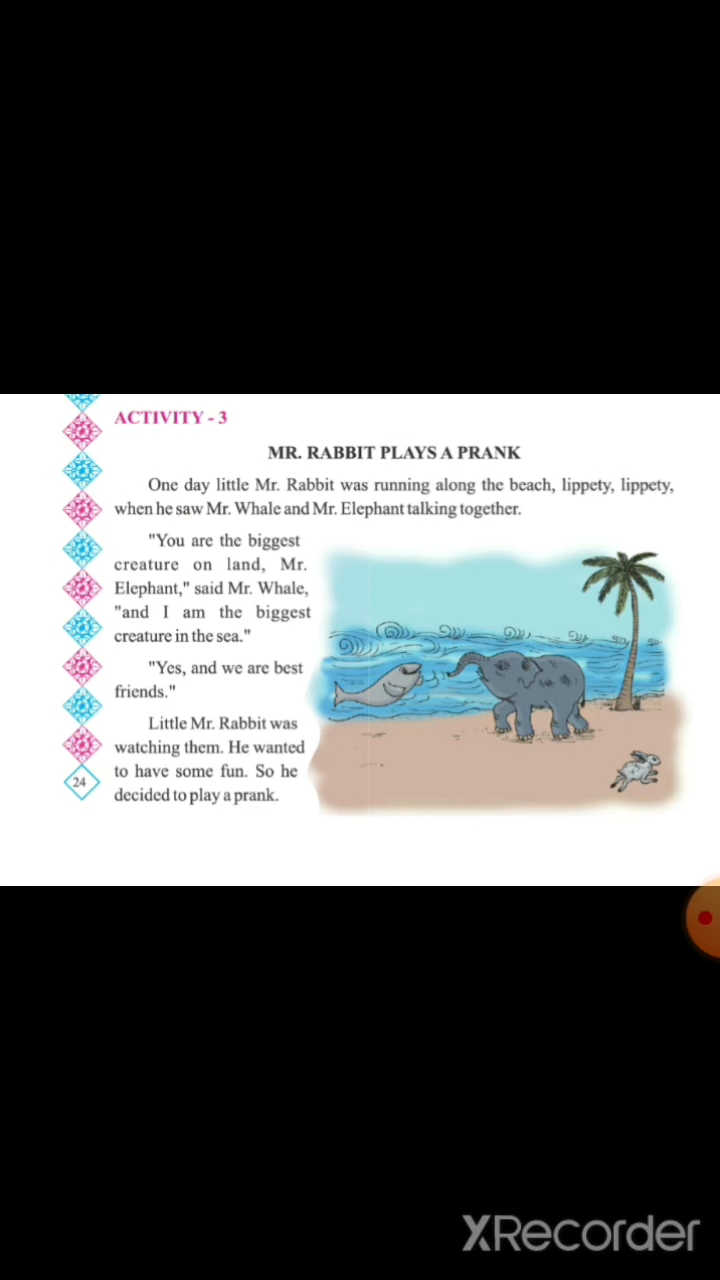 ACTIVITY - 3
MR. RABBIT PLAYS A PRANK
One day little Mr. Rabbit was running along the beach, lippety, lippety,
when he saw Mr. Whale and Mr. Elephant talking together.
"You are the biggest
creature on land, Mr.
Elephant," said Mr. Whale,
"and I am the biggest
creature in the sea."
"Yes, and we are best
friends."
Little Mr. Rabbit was
watching them. He wanted
to have some fun. So he
decided to play a prank.
24
XRecorder